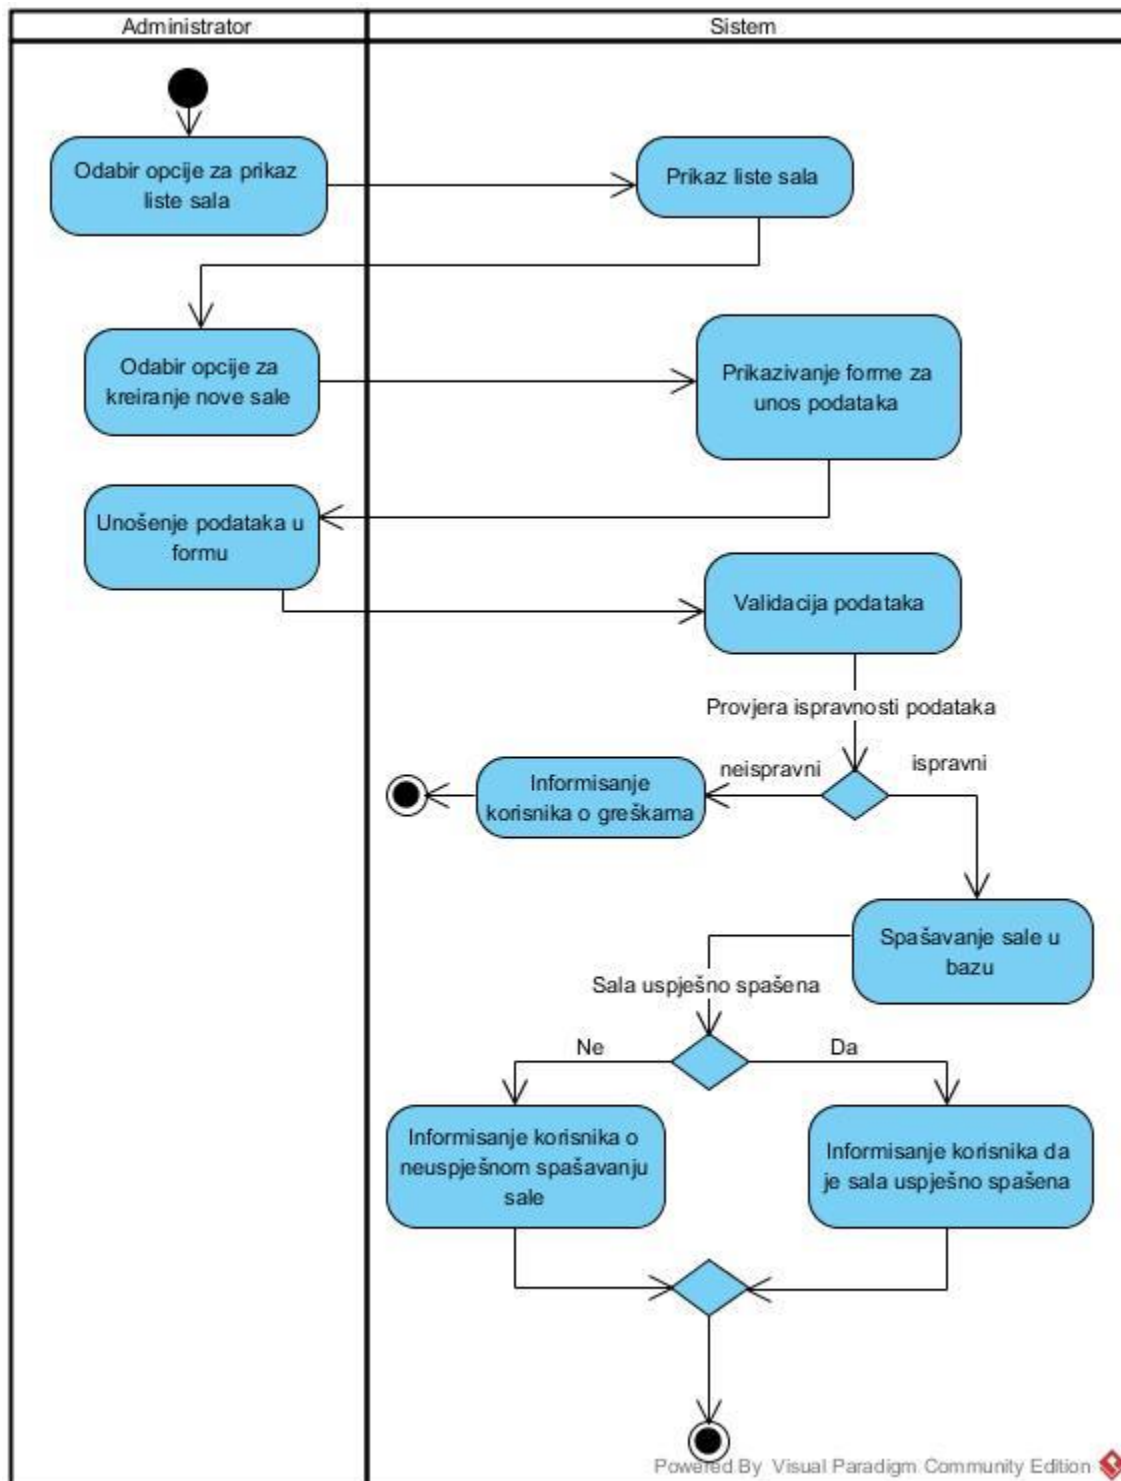 Administrator
Sistem
Odabir opcije za prikaz
liste sala
Prikaz liste sala
Odabir opcije za
kreiranje nove sale
Prikazivanje forme za
unos podataka
Unošenje podataka u
formu
Validacija podataka
Provjera ispravnosti podataka
neispravni
ispravni
Informisanje
korisnika o greškama
Spašavanje sale u
bazu
Sala uspješno spašena
Ne
Da
Informisanje korisnika o
neuspješnom spašavanju
sale
Informisanje korisnika da
je sala uspješno spašena
Powered By Visual Paradigm Community Edition